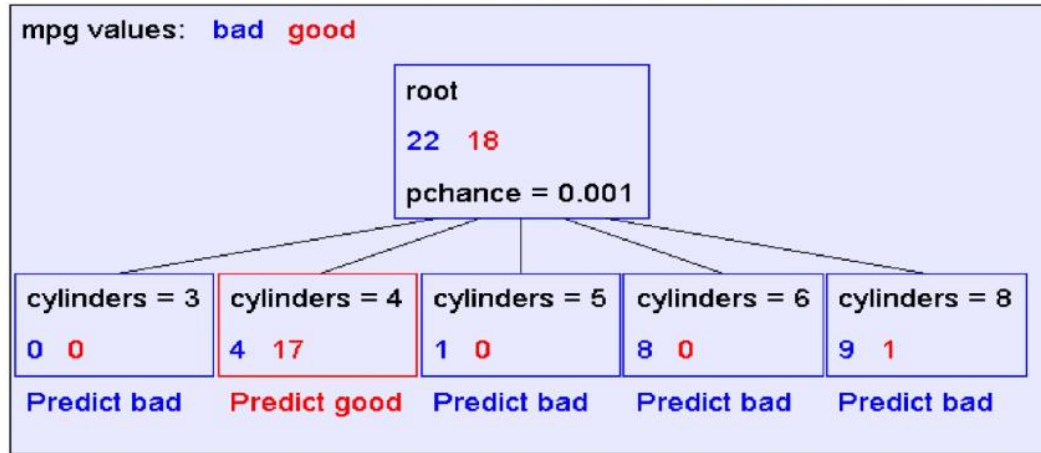 mpg values: bad good
root
22 18
pchance = 0.001
cylinders = 3 cylinders = 4 cylinders = 5 cylinders = 6 cylinders = 8
0 0 4 17 1 0 8 0 9 1
Predict bad Predict good Predict bad Predict bad Predict bad